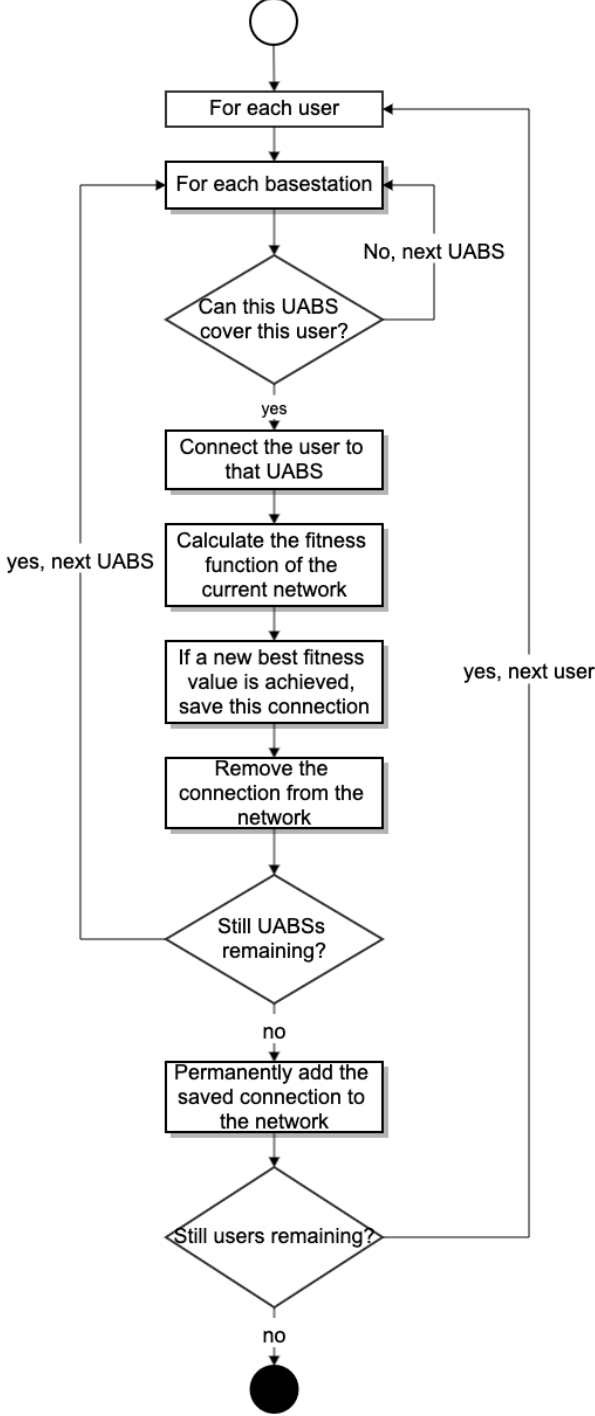 For each user
For each basestation
No, next UABS
Can this UABS
cover this user?
yes
Connect the user to
that UABS
Calculate the fitness
function of the
current network
yes, next UABS
If a new best fitness
value is achieved,
save this connection
yes, next user
Remove the
connection from the
network
Still UABSs
remaining?
no
Permanently add the
saved connection to
the network
Still users remaining?
no